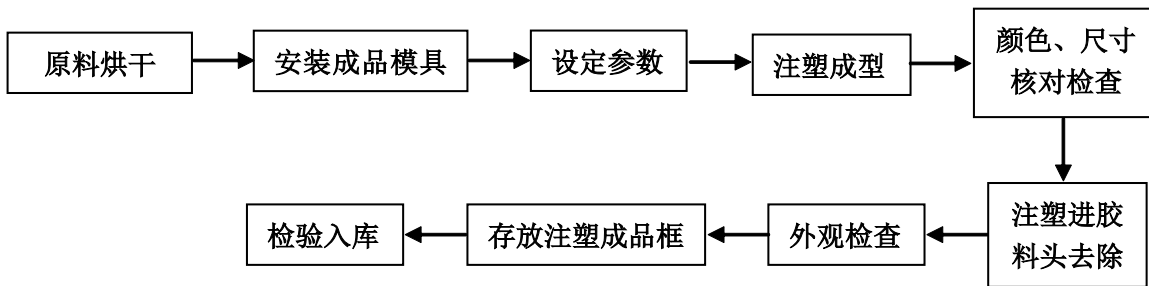 原料烘干
安装成品模具
设定参数
注塑成型
颜色、尺寸
核对检查
注塑进胶
料头去除
外观检查
存放注塑成品框
检验入库